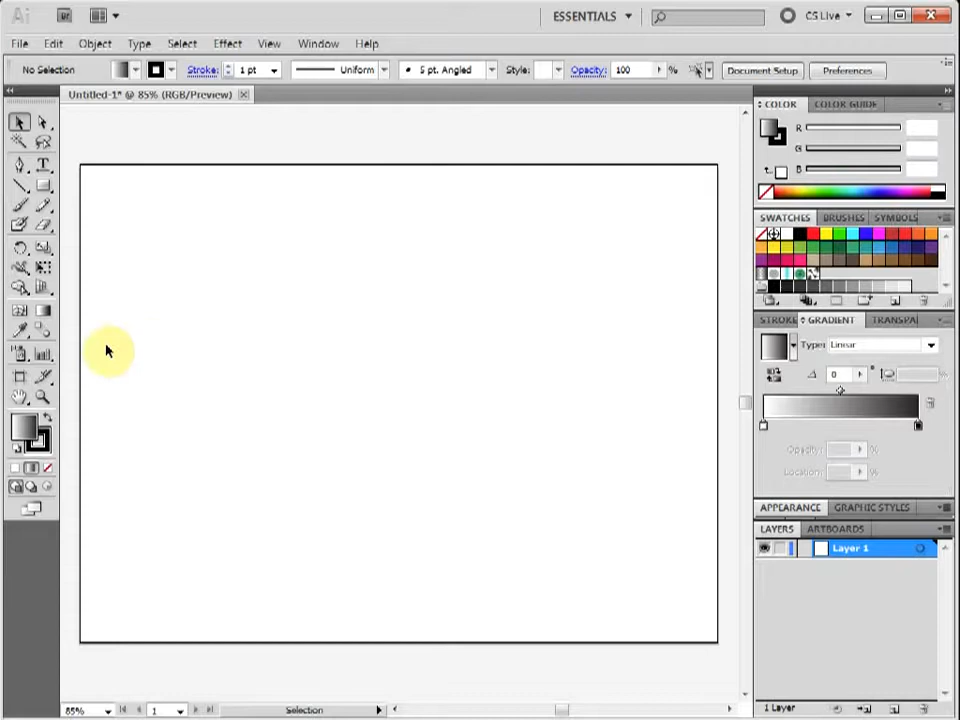 Ai Br ESSENTIALS CS Live
File Edit Object Type Select Effect View Window Help
No Selection Stroke: 1 pt Uniform 5 pt. Angled Style: Opacity: 100 % Document Setup Preferences
Untitled-1* @ 85% (RGB/Preview)
COLOR COLOR GUIDE
R
G
B
SWATCHES BRUSHES SYMBOLS
STROKE GRADIENT TRANSPA
Type: Linear
0 °
Opacity: %
Location: %
APPEARANCE GRAPHIC STYLES
LAYERS ARTBOARDS
Layer 1
1 Layer
85% 1 Selection